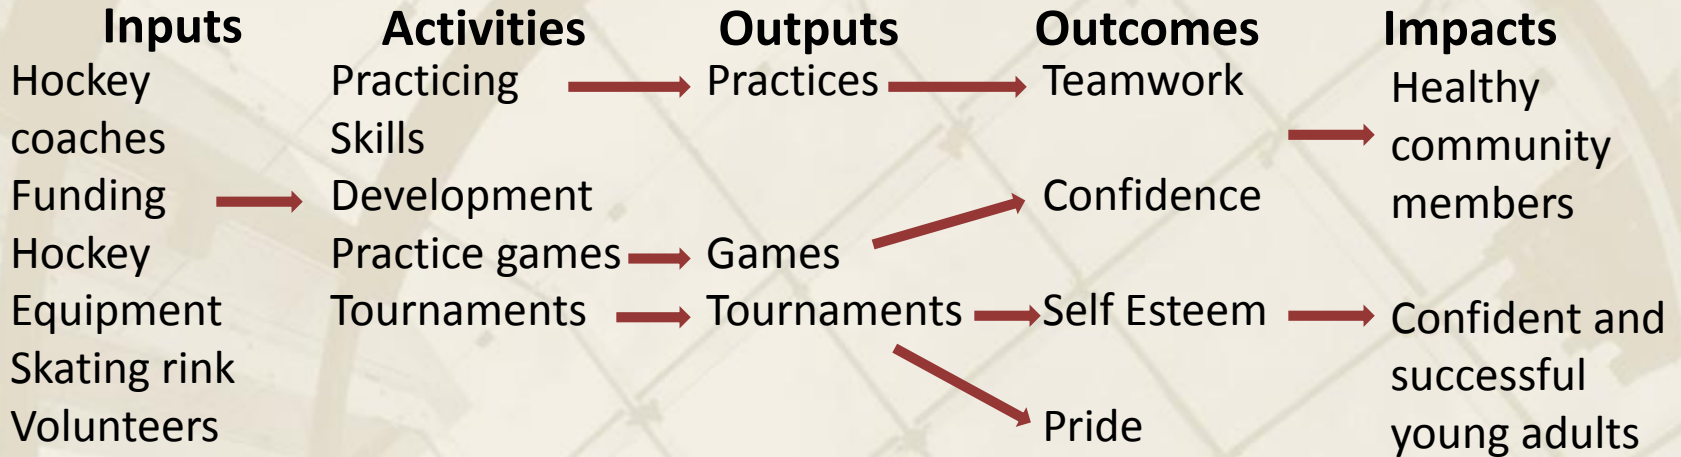 Inputs
Hockey
coaches
Funding
Hockey
Equipment
Skating rink
Volunteers
Activities
Practicing
Skills
Development
Practice games
Tournaments
Outputs
Practices
Games
Tournaments
Outcomes
Teamwork
Confidence
Self Esteem
Pride
Impacts
Healthy
community
members
Confident and
successful
young adults